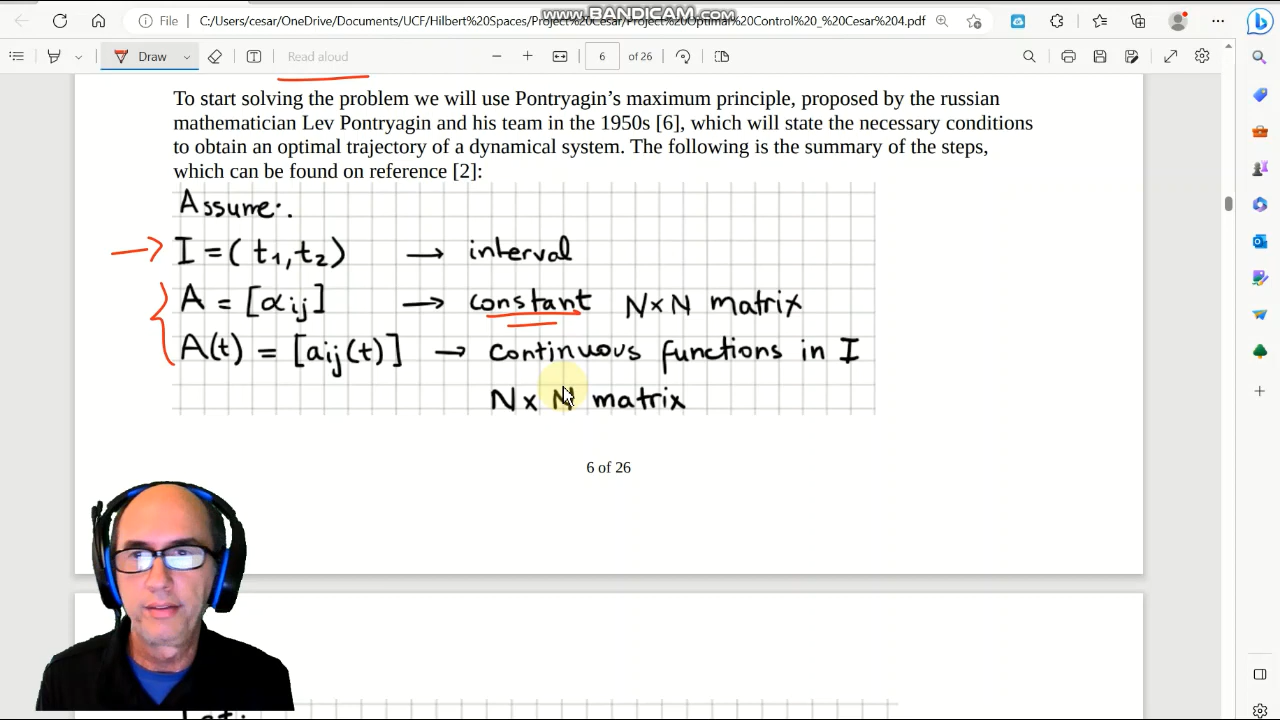 www.BANDICAM.com
File C:/Users/cesar/OneDrive/Documents/UCF/Hilbert%20Spaces/Project%20Cesar/Project%20Optimal%20Control%20_%20Cesar%204.pdf
Draw Read aloud 6 of 26
To start solving the problem we will use Pontryagin’s maximum principle, proposed by the russian
mathematician Lev Pontryagin and his team in the 1950s [6], which will state the necessary conditions
to obtain an optimal trajectory of a dynamical system. The following is the summary of the steps,
which can be found on reference [2]:
Assume:.
→ I = (t₁,t₂) → interval
A = [αij] → constant N×N matrix
A(t) = [aij(t)] → continuous functions in I
N× N matrix
6 of 26